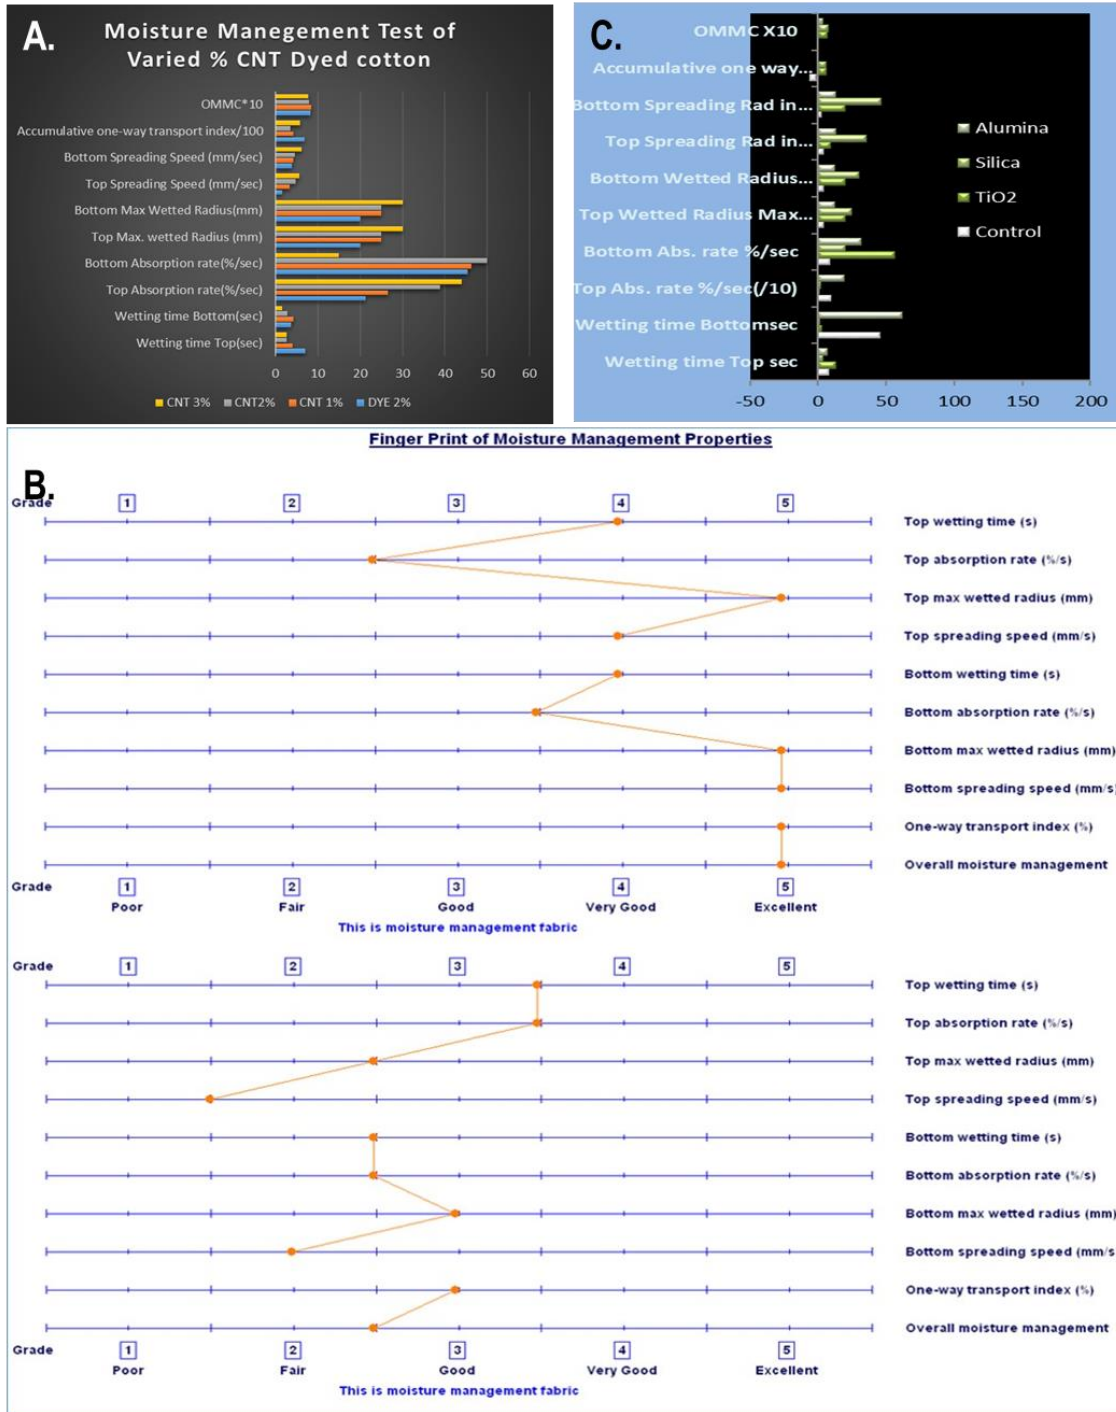 A.
Moisture Manegement Test of
Varied % CNT Dyed cotton
OMMC*10
Accumulative one-way transport index/100
Bottom Spreading Speed (mm/sec)
Top Spreading Speed (mm/sec)
Bottom Max Wetted Radius(mm)
Top Max. wetted Radius (mm)
Bottom Absorption rate(%/sec)
Top Absorption rate(%/sec)
Wetting time Bottom(sec)
Wetting time Top(sec)
0 10 20 30 40 50 60
CNT 3% CNT2% CNT 1% DYE 2%
C.
OMMC X10
Accumulative one way...
Bottom Spreading Rad in...
Top Spreading Rad in...
Bottom Wetted Radius...
Top Wetted Radius Max...
Bottom Abs. rate %/sec
Top Abs. rate %/sec(/10)
Wetting time Bottomsec
Wetting time Top sec
Alumina
Silica
TiO2
Control
-50 0 50 100 150 200
Finger Print of Moisture Management Properties
B.
Grade 1 2 3 4 5
Top wetting time (s)
Top absorption rate (%/s)
Top max wetted radius (mm)
Top spreading speed (mm/s)
Bottom wetting time (s)
Bottom absorption rate (%/s)
Bottom max wetted radius (mm)
Bottom spreading speed (mm/s)
One-way transport index (%)
Overall moisture management
Grade 1 2 3 4 5
Poor Fair Good Very Good Excellent
This is moisture management fabric
Grade 1 2 3 4 5
Top wetting time (s)
Top absorption rate (%/s)
Top max wetted radius (mm)
Top spreading speed (mm/s)
Bottom wetting time (s)
Bottom absorption rate (%/s)
Bottom max wetted radius (mm)
Bottom spreading speed (mm/s
One-way transport index (%)
Overall moisture management
Grade 1 2 3 4 5
Poor Fair Good Very Good Excellent
This is moisture management fabric